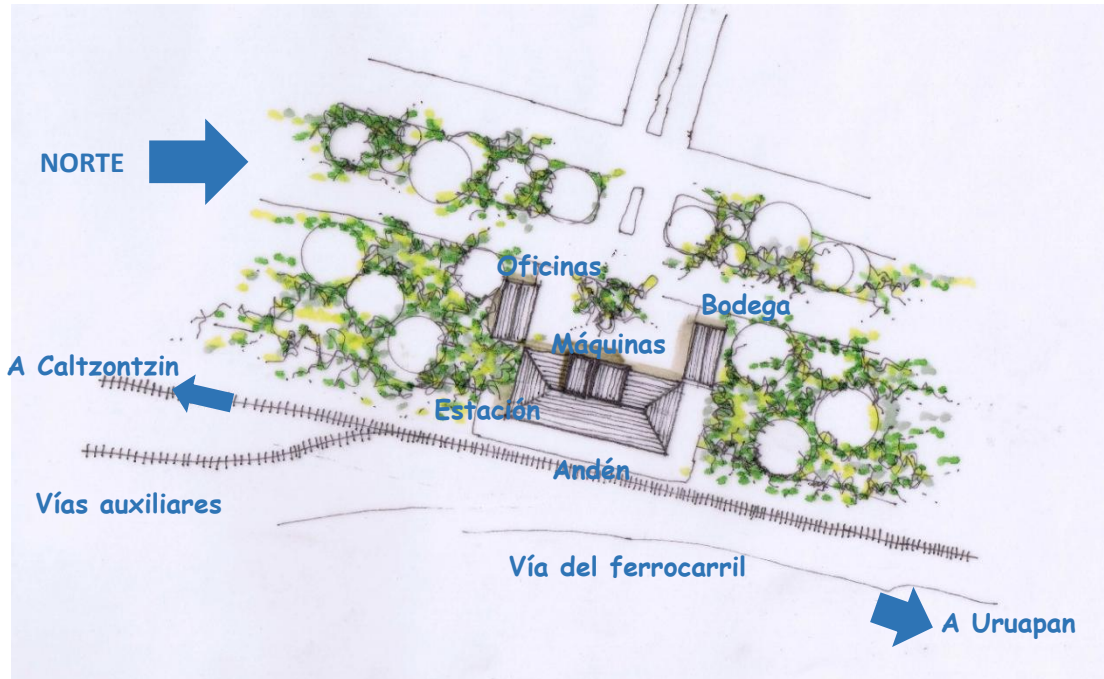 NORTE
Oficinas
Bodega
Máquinas
A Caltzontzin
Estación
Andén
Vías auxiliares
Vía del ferrocarril
A Uruapan